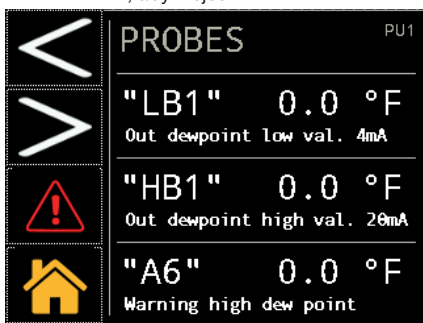 PROBES PU1
"LB1" 0.0 °F
Out dewpoint low val. 4mA
"HB1" 0.0 °F
Out dewpoint high val. 20mA
"A6" 0.0 °F
Warning high dew point